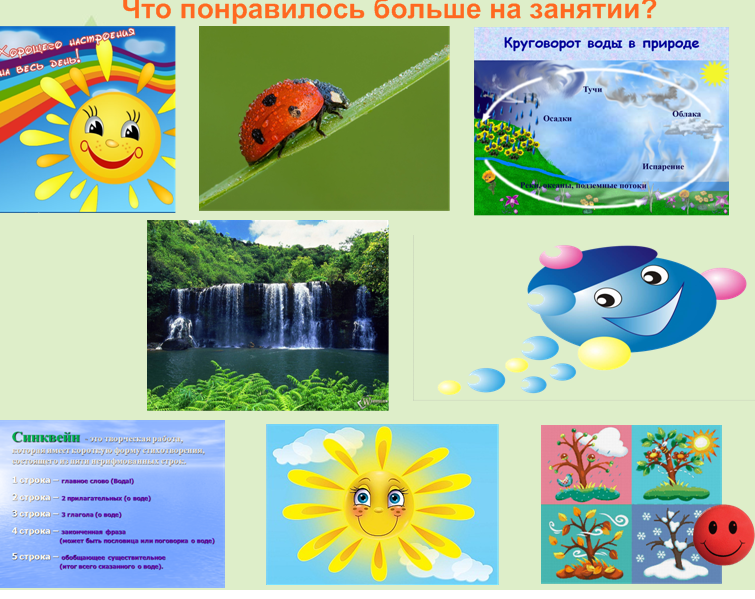 Что понравилось больше на занятии?
Хорошего настроения
на весь день!
Круговорот воды в природе
Тучи
Осадки
Облака
Испарение
Реки, океаны, подземные потоки
Синквейн - это творческая работа,
которая имеет короткую форму стихотворения,
состоящего из пяти нерифмованных строк.
1 строка – главное слово (Вода!)
2 строка – 2 прилагательных (о воде)
3 строка – 3 глагола (о воде)
4 строка – законченная фраза
(может быть пословица или поговорка о воде)
5 строка – обобщающее существительное
(итог всего сказанного о воде).